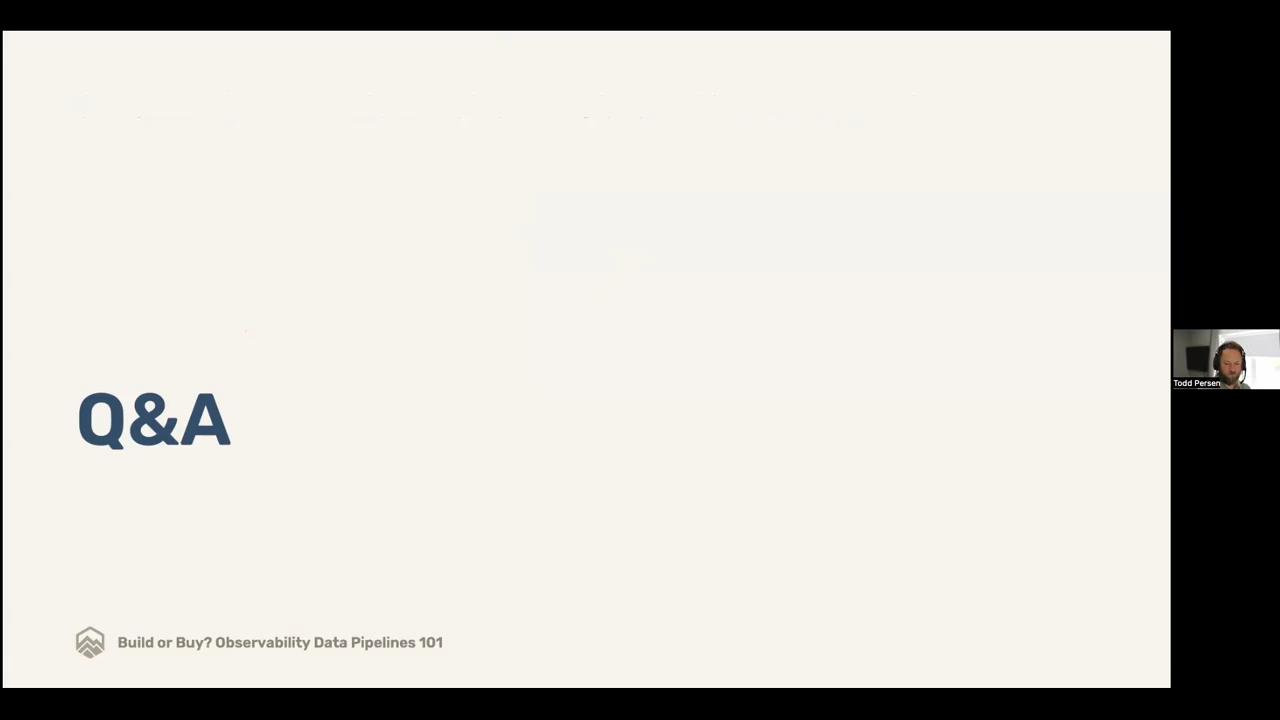 Q&A
Todd Persen
Build or Buy? Observability Data Pipelines 101